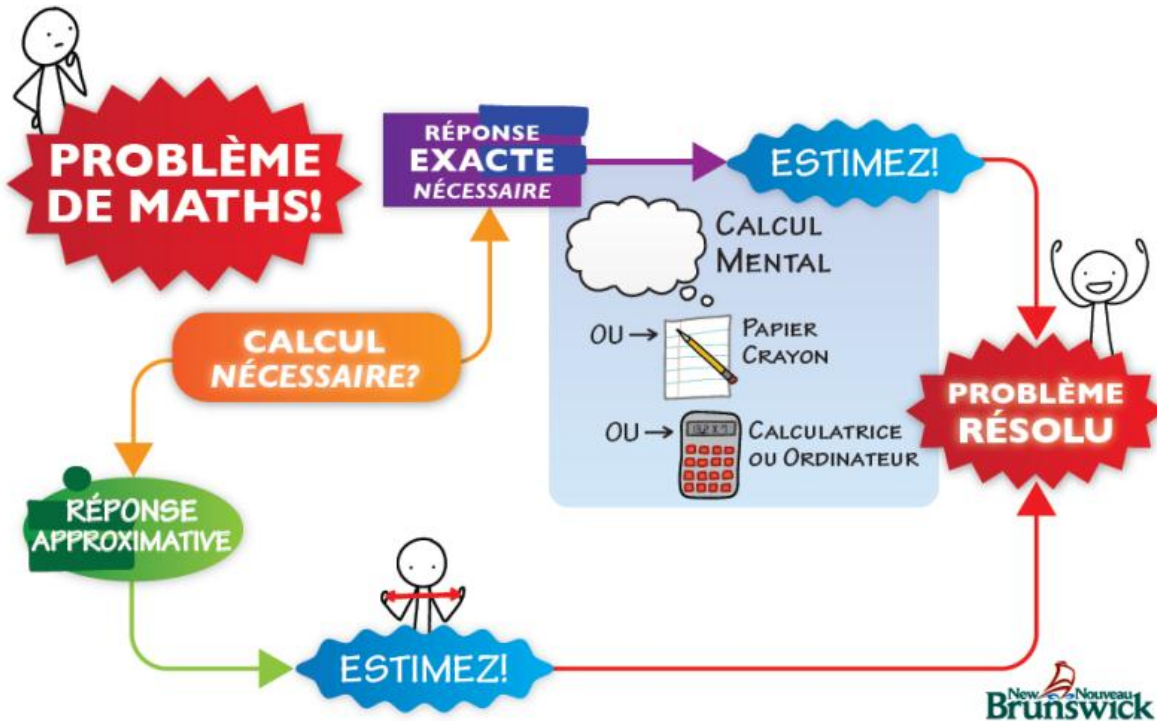 PROBLÈME
DE MATHS!
CALCUL
NÉCESSAIRE?
RÉPONSE
EXACTE
NÉCESSAIRE
ESTIMEZ!
CALCUL
MENTAL
OU → PAPIER
CRAYON
OU → CALCULATRICE
OU ORDINATEUR
RÉPONSE
APPROXIMATIVE
ESTIMEZ!
PROBLÈME
RÉSOLU
New Nouveau
Brunswick